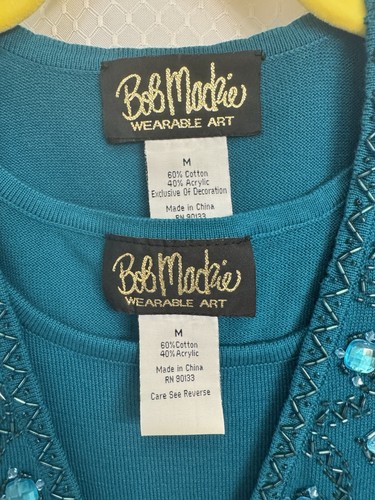 Bob Mackie
WEARABLE ART
M
60% Cotton
40% Acrylic
Exclusive Of Decoration
Made in China
RN 90133
Bob Mackie
WEARABLE ART
M
60% Cotton
40% Acrylic
Made in China
RN 90133
Care See Reverse